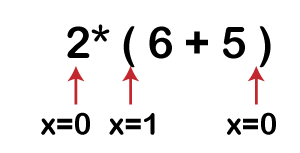 2* ( 6 + 5 )
x=0 x=1 x=0